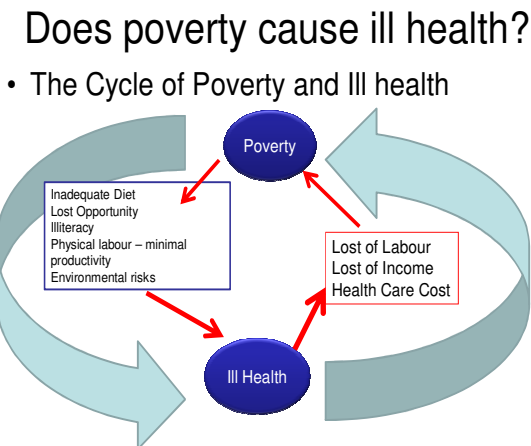 Does poverty cause ill health?
• The Cycle of Poverty and Ill health
Poverty
Inadequate Diet
Lost Opportunity
Illiteracy
Physical labour – minimal
productivity
Environmental risks
Lost of Labour
Lost of Income
Health Care Cost
Ill Health